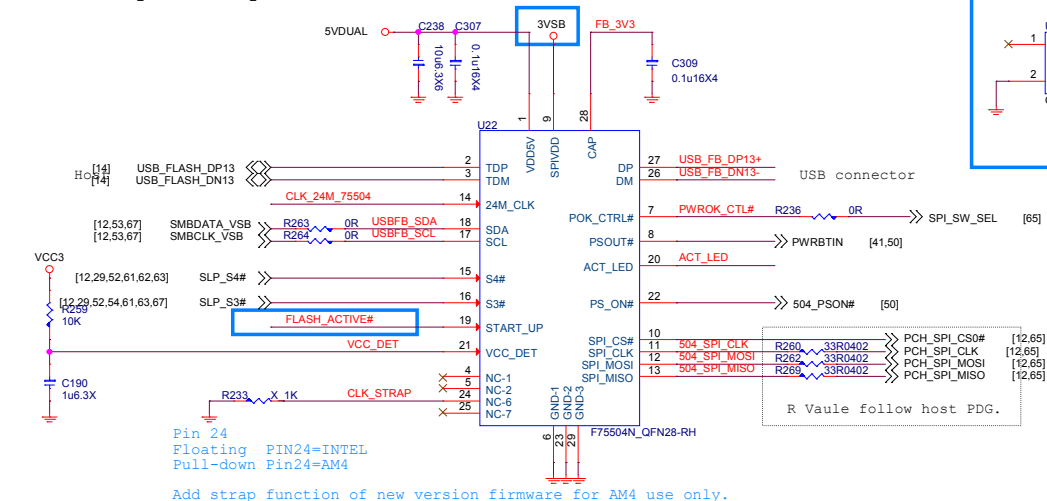 5VDUAL
C238
C307
10u6.3X6
0.1u16X4
3VSB
FB_3V3
C309
0.1u16X4
1
2
U22
1
9
28
VDD5V
SPIVDD
CAP
Host
[14]
[14]
USB_FLASH_DP13
USB_FLASH_DN13
2
3
TDP
TDM
DP
DM
27
26
USB_FB_DP13+
USB_FB_DN13-
USB connector
CLK_24M_75504
14
24M_CLK
[12,53,67]
SMBDATA_VSB
R263
0R
USBFB_SDA
18
SDA
[12,53,67]
SMBCLK_VSB
R264
0R
USBFB_SCL
17
SCL
POK_CTRL#
7
PWROK_CTL#
R236
0R
SPI_SW_SEL
[65]
PSOUT#
8
PWRBTIN
[41,50]
ACT_LED
20
ACT_LED
VCC3
[12,29,52,61,62,63]
SLP_S4#
15
S4#
[12,29,52,54,61,63,67]
SLP_S3#
16
S3#
R259
10K
FLASH_ACTIVE#
19
START_UP
PS_ON#
22
504_PSON#
[50]
VCC_DET
21
VCC_DET
SPI_CS#
SPI_CLK
SPI_MOSI
SPI_MISO
10
11
12
13
504_SPI_CLK
504_SPI_MOSI
504_SPI_MISO
R260
R262
R269
33R0402
33R0402
33R0402
PCH_SPI_CS0#
PCH_SPI_CLK
PCH_SPI_MOSI
PCH_SPI_MISO
[12,65]
[12,65]
[12,65]
[12,65]
R Vaule follow host PDG.
C190
1u6.3X
4
5
24
25
NC-1
NC-2
NC-6
NC-7
R233
X_1K
CLK_STRAP
GND-1
GND-2
GND-3
6
23
29
F75504N_QFN28-RH
Pin 24
Floating PIN24=INTEL
Pull-down Pin24=AM4
Add strap function of new version firmware for AM4 use only.